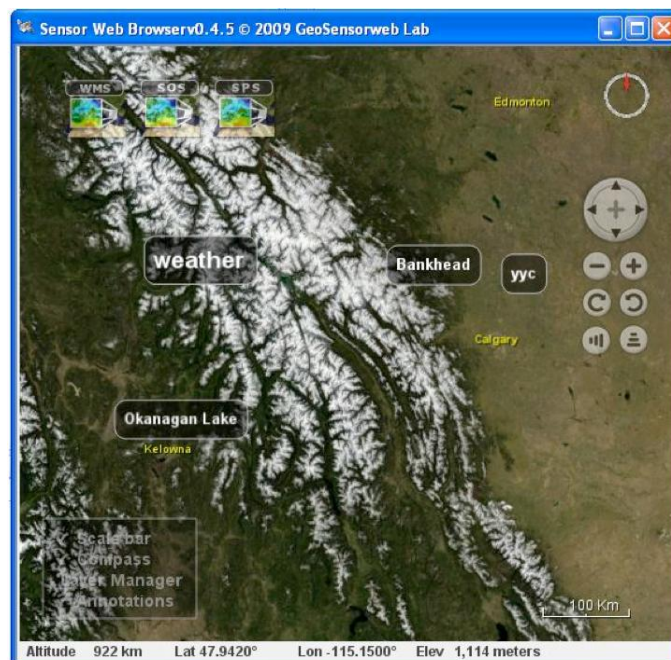 Sensor Web Browserv0.4.5 © 2009 GeoSensorweb Lab
WMS SOS SPS
Edmonton
weather
Bankhead
yyc
Calgary
Okanagan Lake
Kelowna
Scale bar
Compass
Layer Manager
Annotations
100 Km
Altitude 922 km Lat 47.9420° Lon -115.1500° Elev 1,114 meters